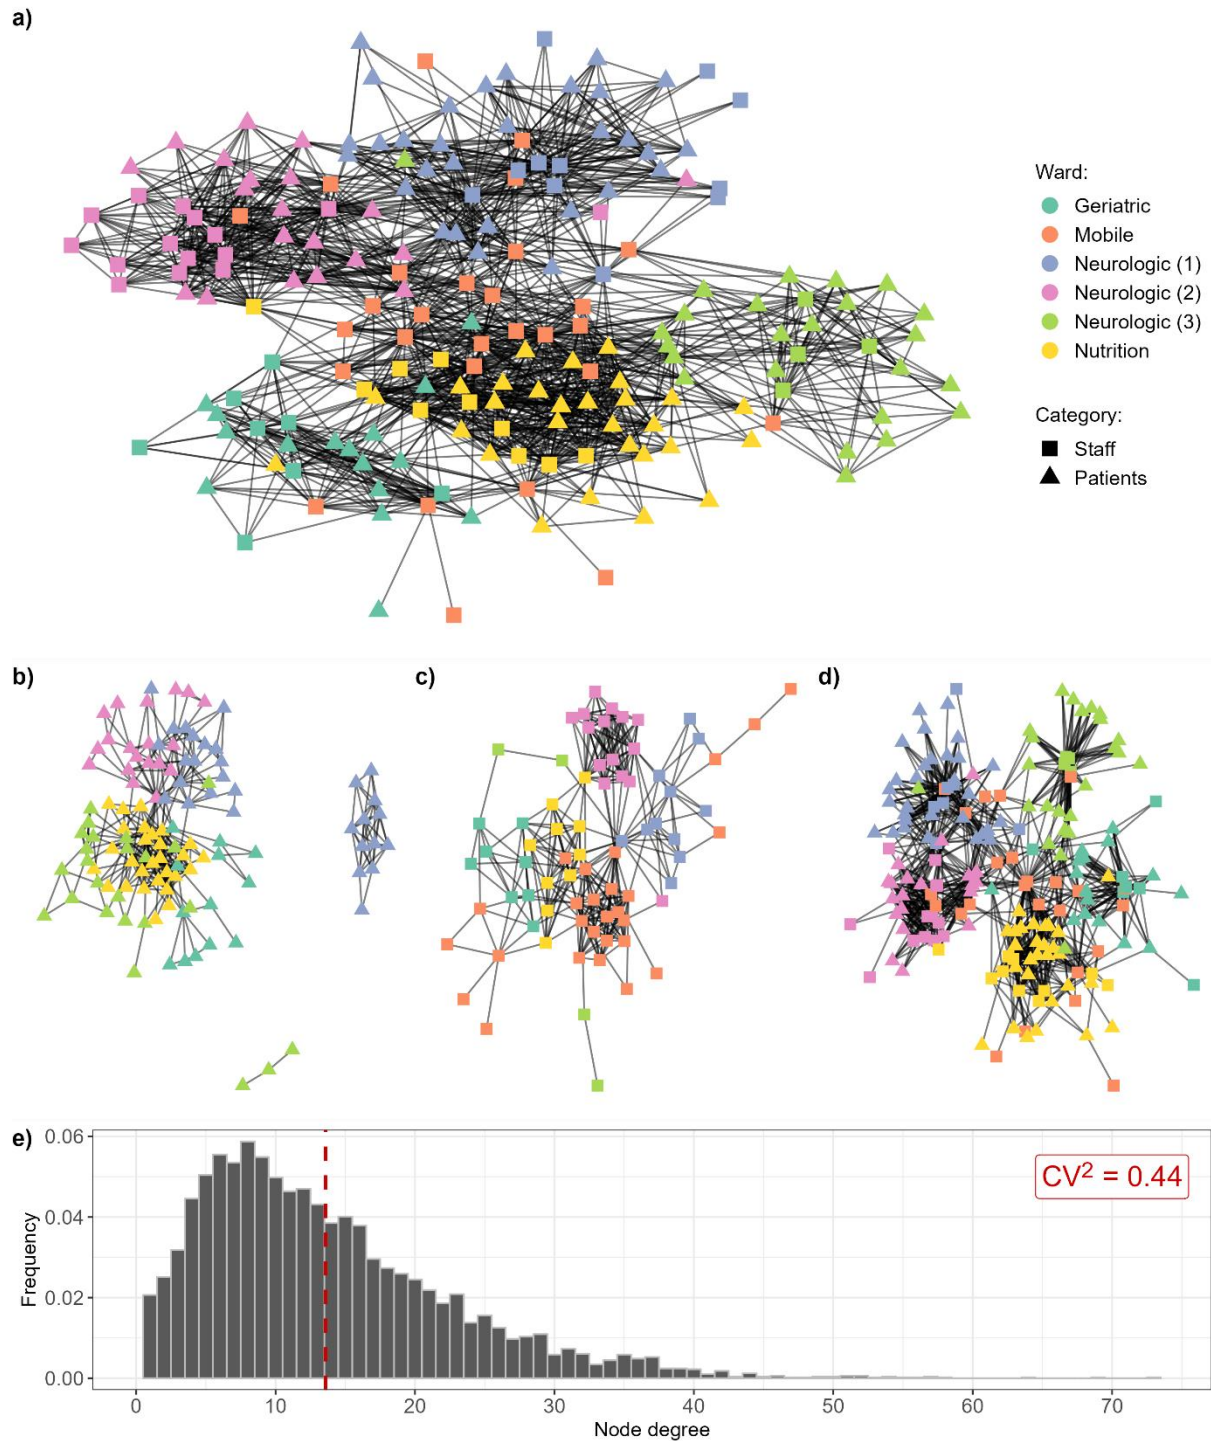 a)
Ward:
Geriatric
Mobile
Neurologic (1)
Neurologic (2)
Neurologic (3)
Nutrition
Category:
Staff
Patients
b)
c)
d)
e)
CV² = 0.44
Frequency
0.06
0.04
0.02
0.00
0 10 20 30 40 50 60 70
Node degree